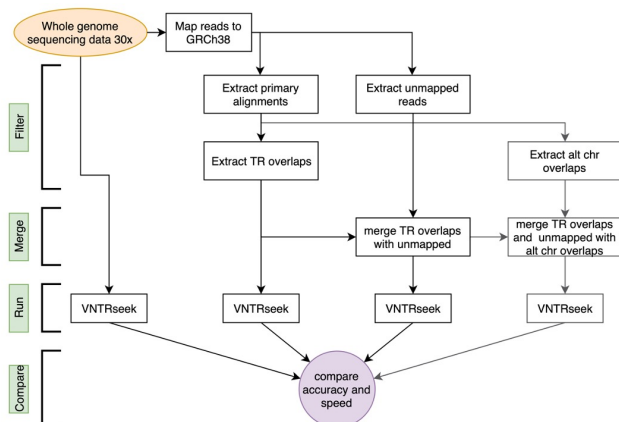 Whole genome
sequencing data 30x
Map reads to
GRCh38
Filter
Extract primary
alignments
Extract unmapped
reads
Extract TR overlaps
Extract alt chr
overlaps
Merge
merge TR overlaps
with unmapped
merge TR overlaps
and unmapped with
alt chr overlaps
Run
VNTRseek
VNTRseek
VNTRseek
VNTRseek
Compare
compare
accuracy and
speed